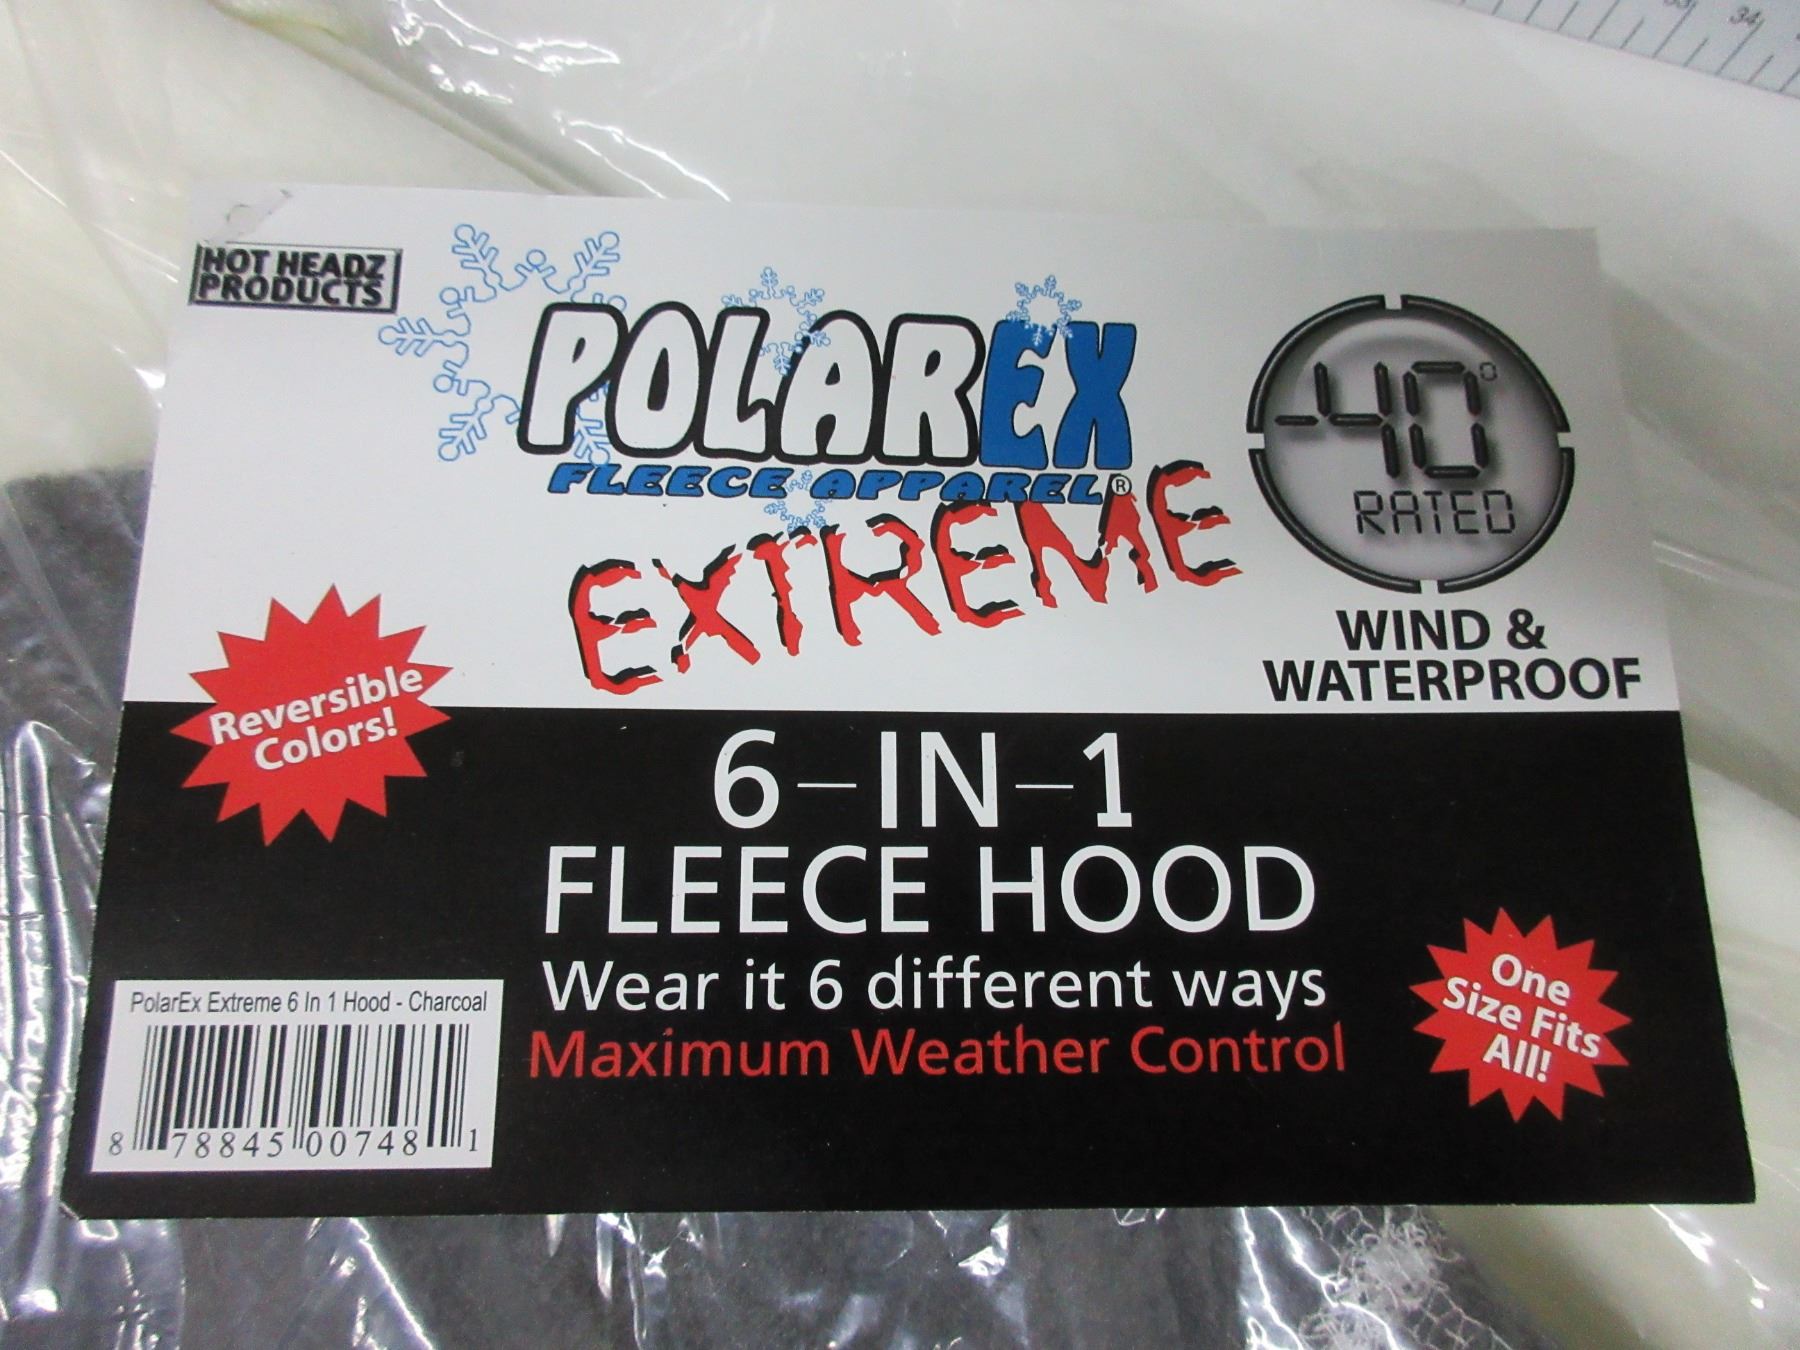 33 34
HOT HEADZ
PRODUCTS
POLAREX
FLEECE APPAREL®
EXTREME
-40°
RATED
WIND &
WATERPROOF
Reversible
Colors!
6-IN-1
FLEECE HOOD
Wear it 6 different ways
Maximum Weather Control
One
Size Fits
All!
PolarEx Extreme 6 In 1 Hood - Charcoal
8 78845 00748 1